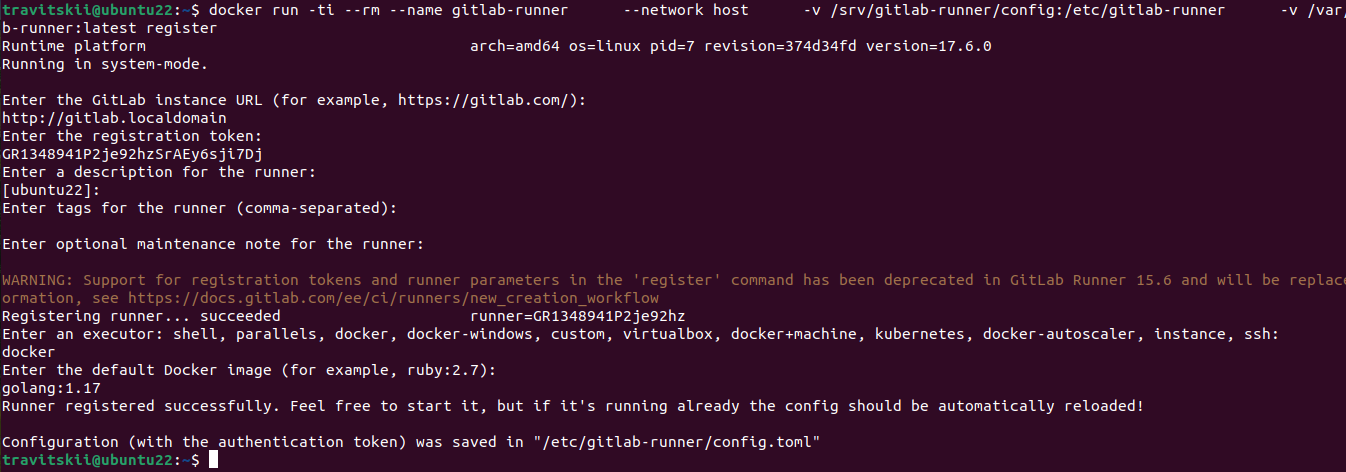 travitskii@ubuntu22:~$ docker run -ti --rm --name gitlab-runner      --network host      -v /srv/gitlab-runner/config:/etc/gitlab-runner      -v /var/
b-runner:latest register
Runtime platform                                    arch=amd64 os=linux pid=7 revision=374d34fd version=17.6.0
Running in system-mode.

Enter the GitLab instance URL (for example, https://gitlab.com/):
http://gitlab.localdomain
Enter the registration token:
GR1348941P2je92hzSrAEy6sji7Dj
Enter a description for the runner:
[ubuntu22]:
Enter tags for the runner (comma-separated):

Enter optional maintenance note for the runner:

WARNING: Support for registration tokens and runner parameters in the 'register' command has been deprecated in GitLab Runner 15.6 and will be replace
ormation, see https://docs.gitlab.com/ee/ci/runners/new_creation_workflow
Registering runner... succeeded                     runner=GR1348941P2je92hz
Enter an executor: shell, parallels, docker, docker-windows, custom, virtualbox, docker+machine, kubernetes, docker-autoscaler, instance, ssh:
docker
Enter the default Docker image (for example, ruby:2.7):
golang:1.17
Runner registered successfully. Feel free to start it, but if it's running already the config should be automatically reloaded!

Configuration (with the authentication token) was saved in "/etc/gitlab-runner/config.toml"
travitskii@ubuntu22:~$